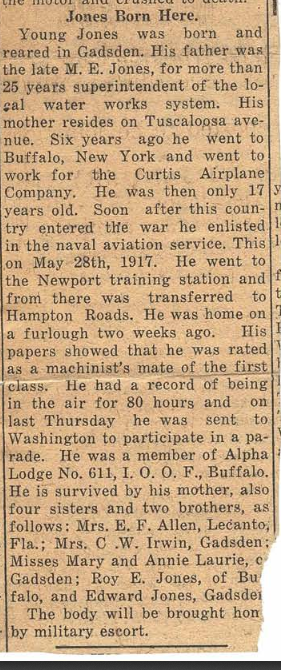 the motor and crushed to death.
Jones Born Here.
Young Jones was born and
reared in Gadsden. His father was
the late M. E. Jones, for more than
25 years superintendent of the lo-
cal water works system. His
mother resides on Tuscaloosa ave-
nue. Six years ago he went to
Buffalo, New York and went to
work for the Curtis Airplane
Company. He was then only 17
years old. Soon after this coun-
try entered the war he enlisted
in the naval aviation service. This
on May 28th, 1917. He went to
the Newport training station and
from there was transferred to
Hampton Roads. He was home on
a furlough two weeks ago. His
papers showed that he was rated
as a machinist's mate of the first
class. He had a record of being
in the air for 80 hours and on
last Thursday he was sent to
Washington to participate in a pa-
rade. He was a member of Alpha
Lodge No. 611, I. O. O. F., Buffalo.
He is survived by his mother, also
four sisters and two brothers, as
follows: Mrs. E. F. Allen, Lecanto,
Fla.; Mrs. C .W. Irwin, Gadsden;
Misses Mary and Annie Laurie, c
Gadsden; Roy E. Jones, of Bu
falo, and Edward Jones, Gadsder
The body will be brought hon
by military escort.